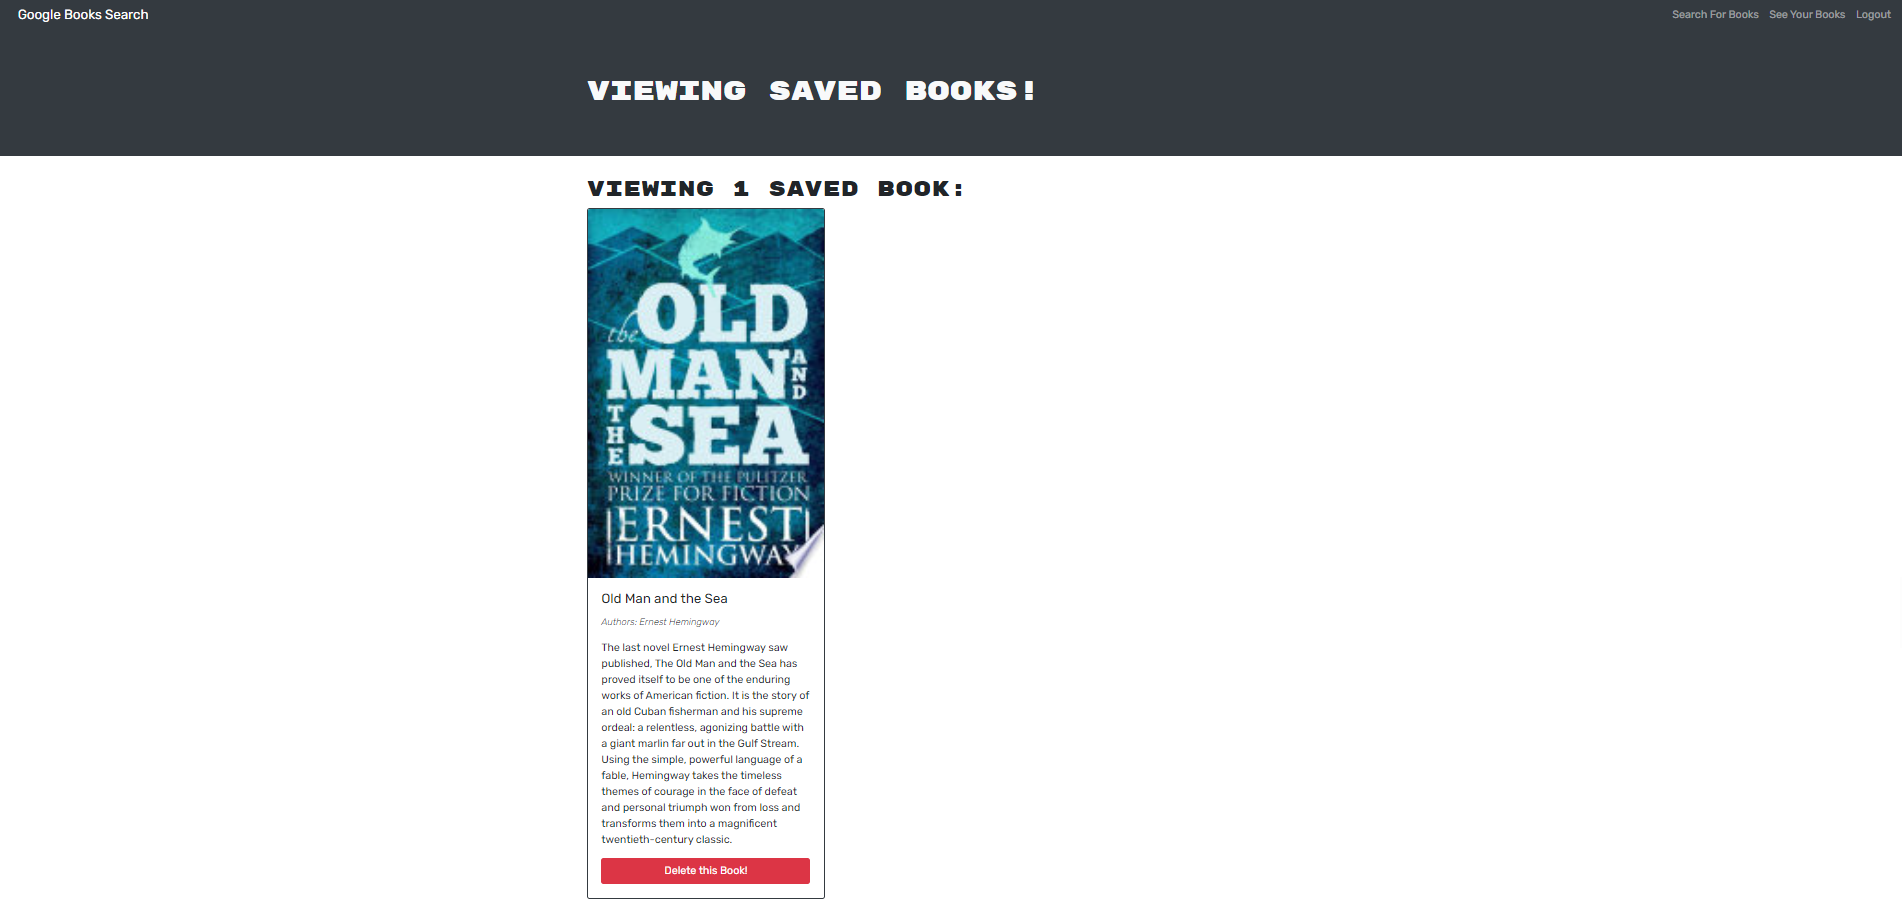 Google Books Search
Search For Books See Your Books Logout
VIEWING SAVED BOOKS!
VIEWING 1 SAVED BOOK:
the OLD
MAN AND
THE SEA
WINNER OF THE PULITZER
PRIZE FOR FICTION
ERNEST
HEMINGWAY
Old Man and the Sea
Authors: Ernest Hemingway
The last novel Ernest Hemingway saw
published, The Old Man and the Sea has
proved itself to be one of the enduring
works of American fiction. It is the story of
an old Cuban fisherman and his supreme
ordeal: a relentless, agonizing battle with
a giant marlin far out in the Gulf Stream.
Using the simple, powerful language of a
fable, Hemingway takes the timeless
themes of courage in the face of defeat
and personal triumph won from loss and
transforms them into a magnificent
twentieth-century classic.
Delete this Book!